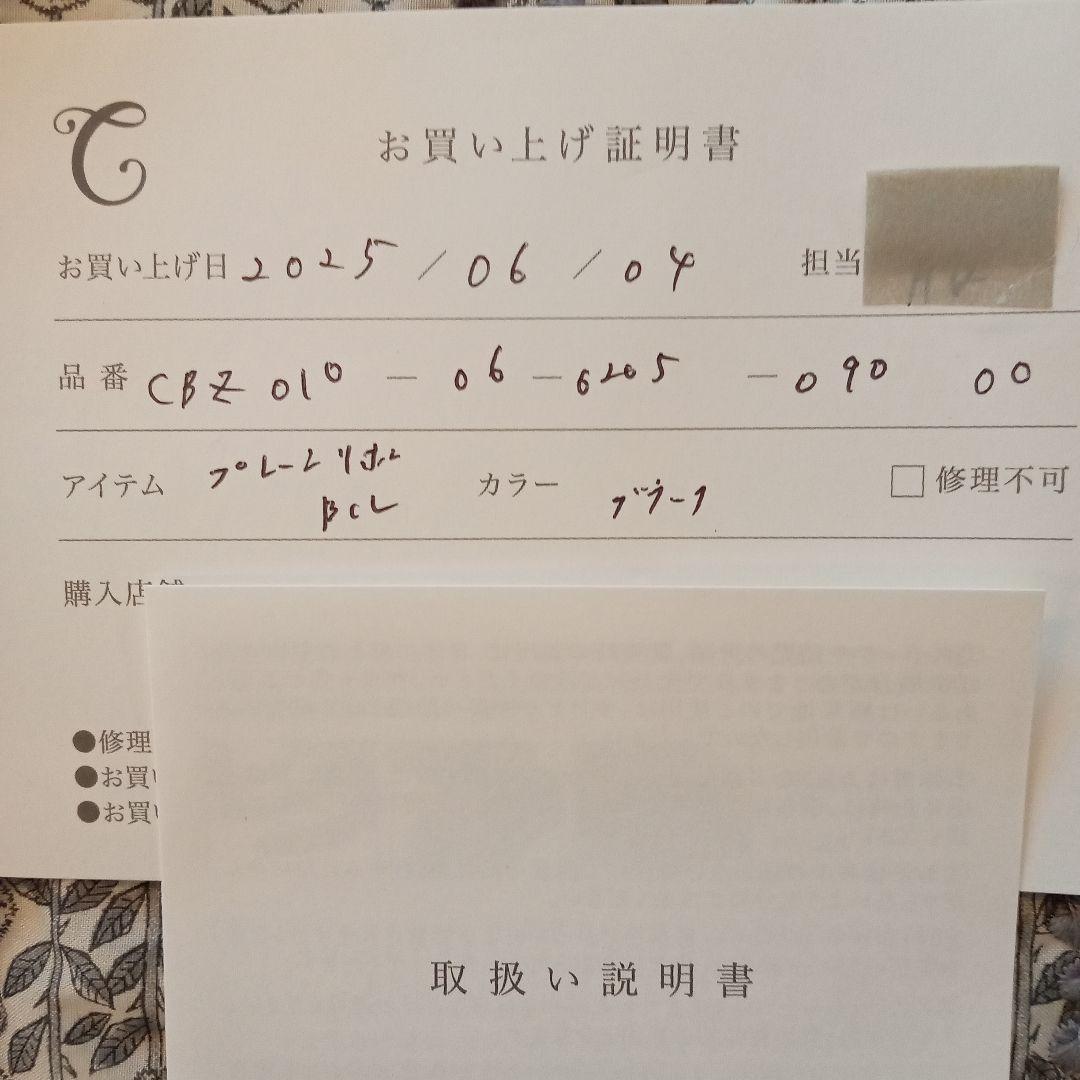 C
お買い上げ証明書
お買い上げ日 2025/06/04 担当
品番 CBZ010-06-6205-090 00
アイテム プレートリボン BCL カラー ブラーク □修理不可
購入店舗
●修理
●お買い
●お買い
取扱い説明書